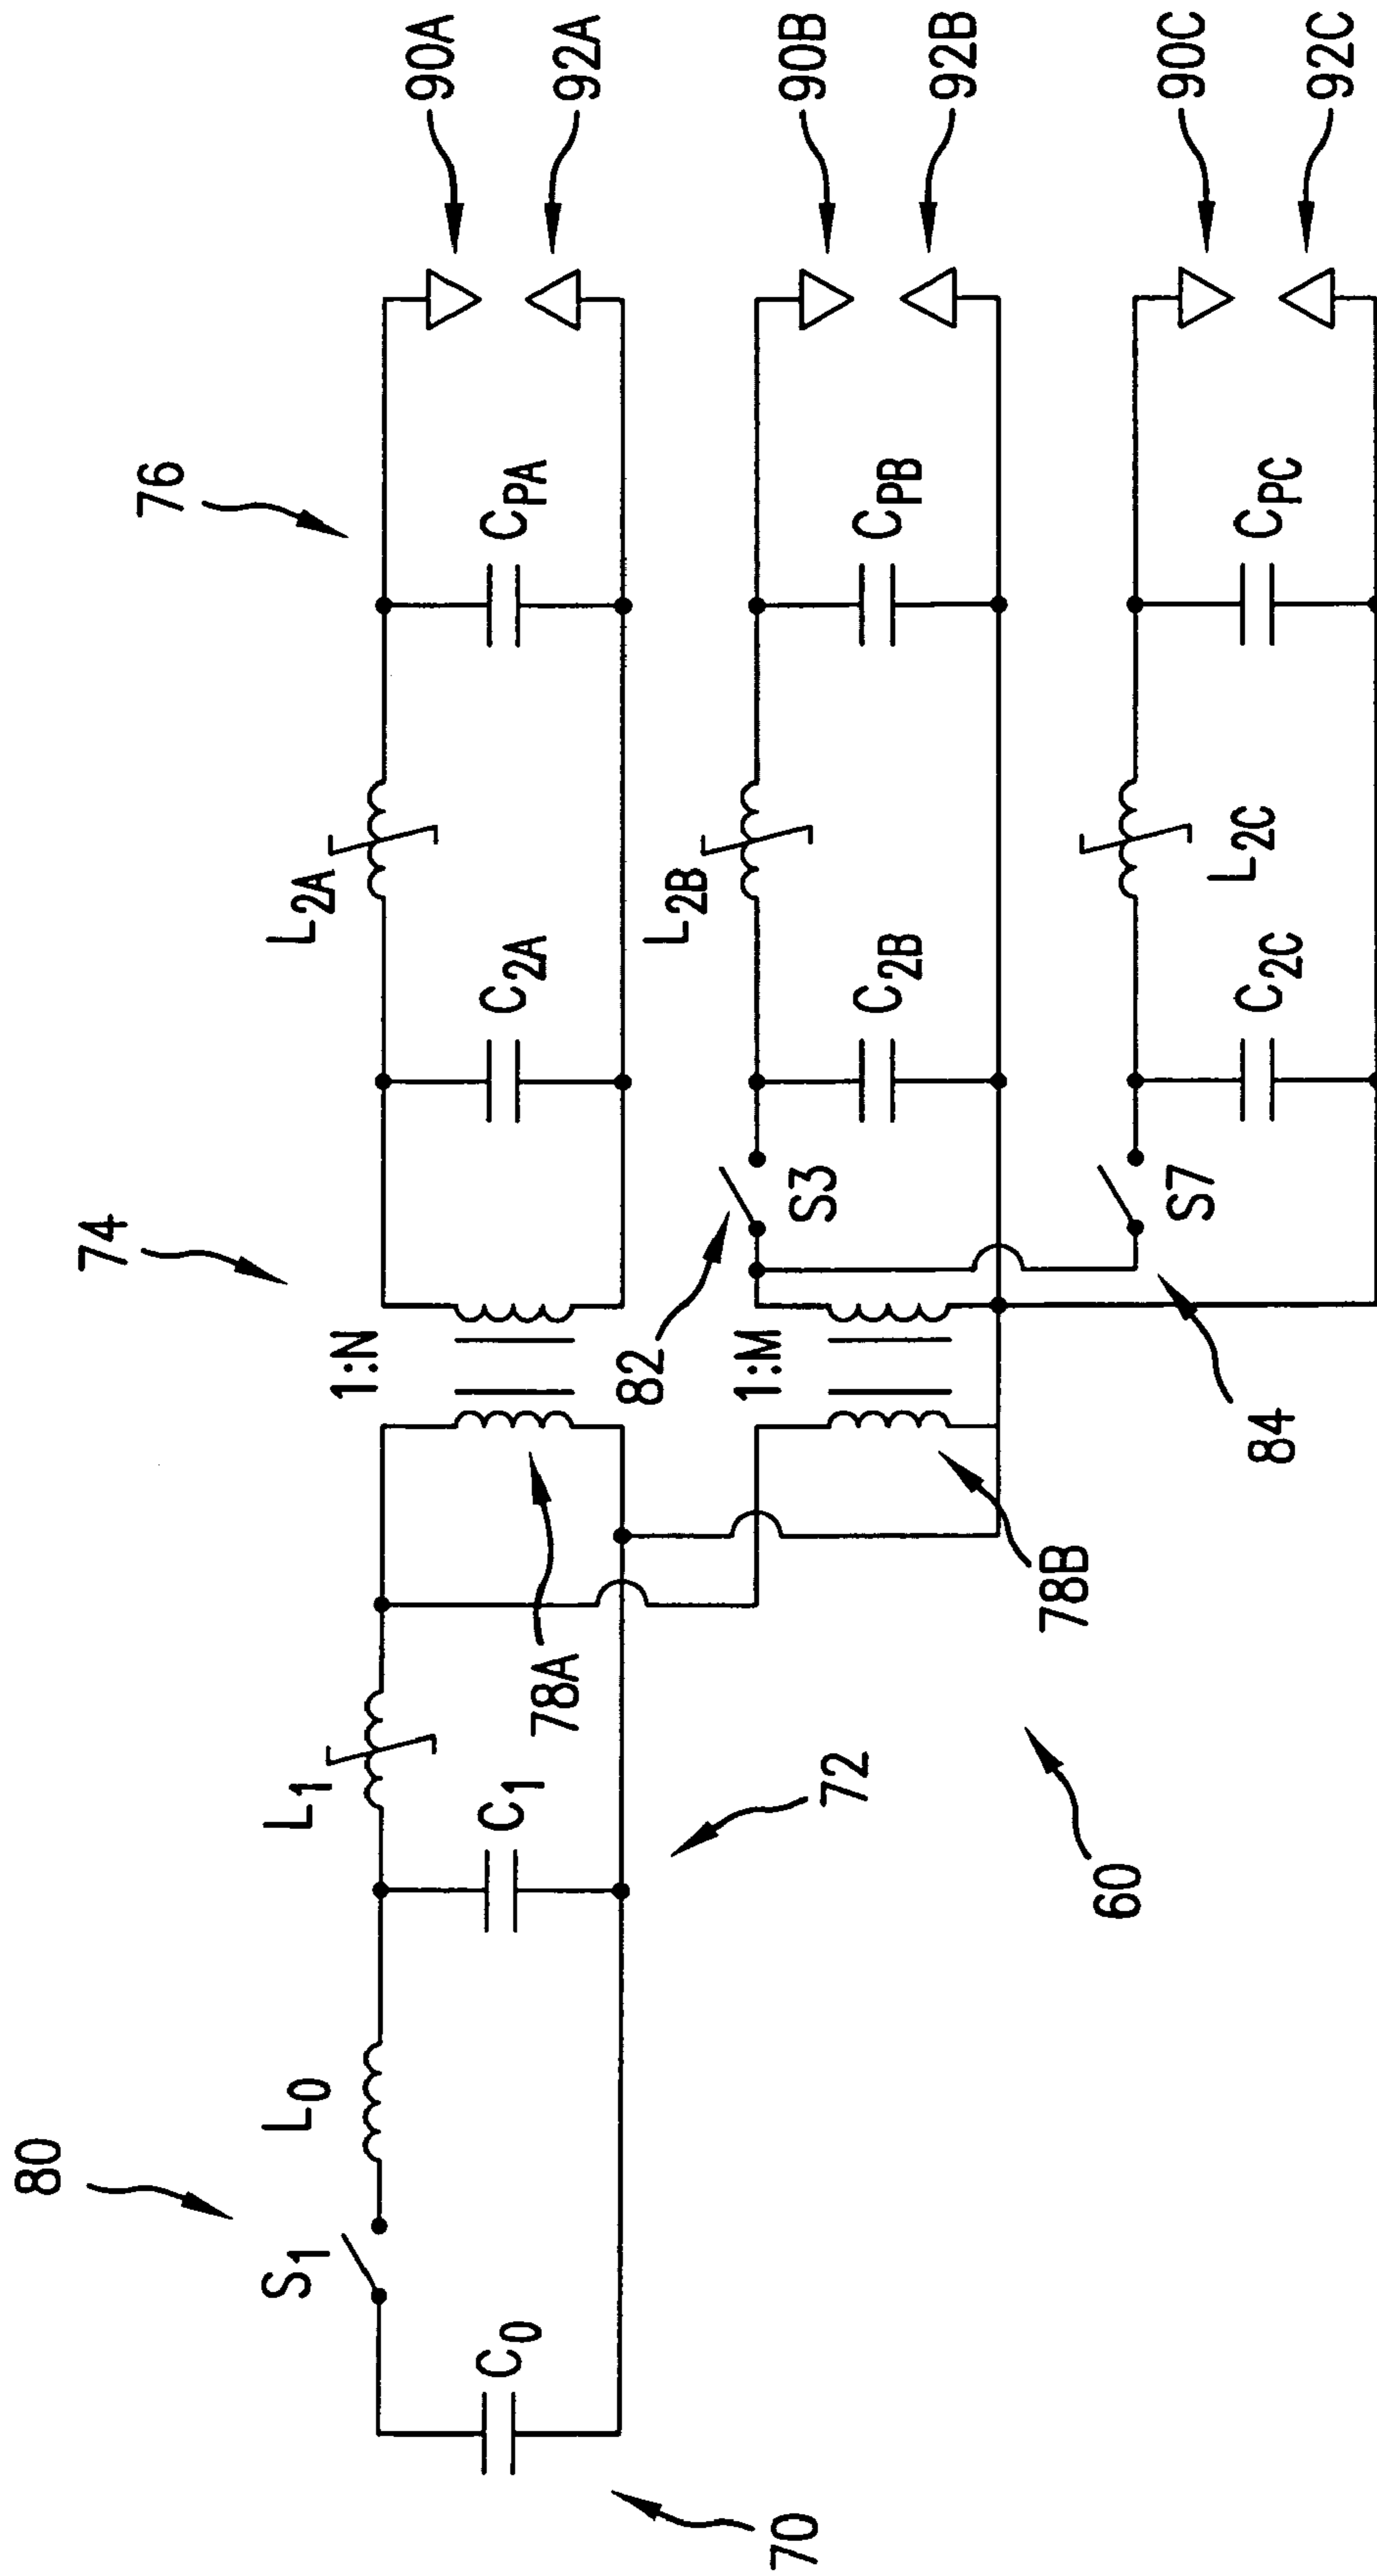 80
S1
L0
C0
70
L1
C1
72
60
74
1:N
78A
82
1:M
78B
84
76
L2A
C2A
CPA
S3
L2B
C2B
CPB
S7
L2C
C2C
CPC
90A
92A
90B
92B
90C
92C